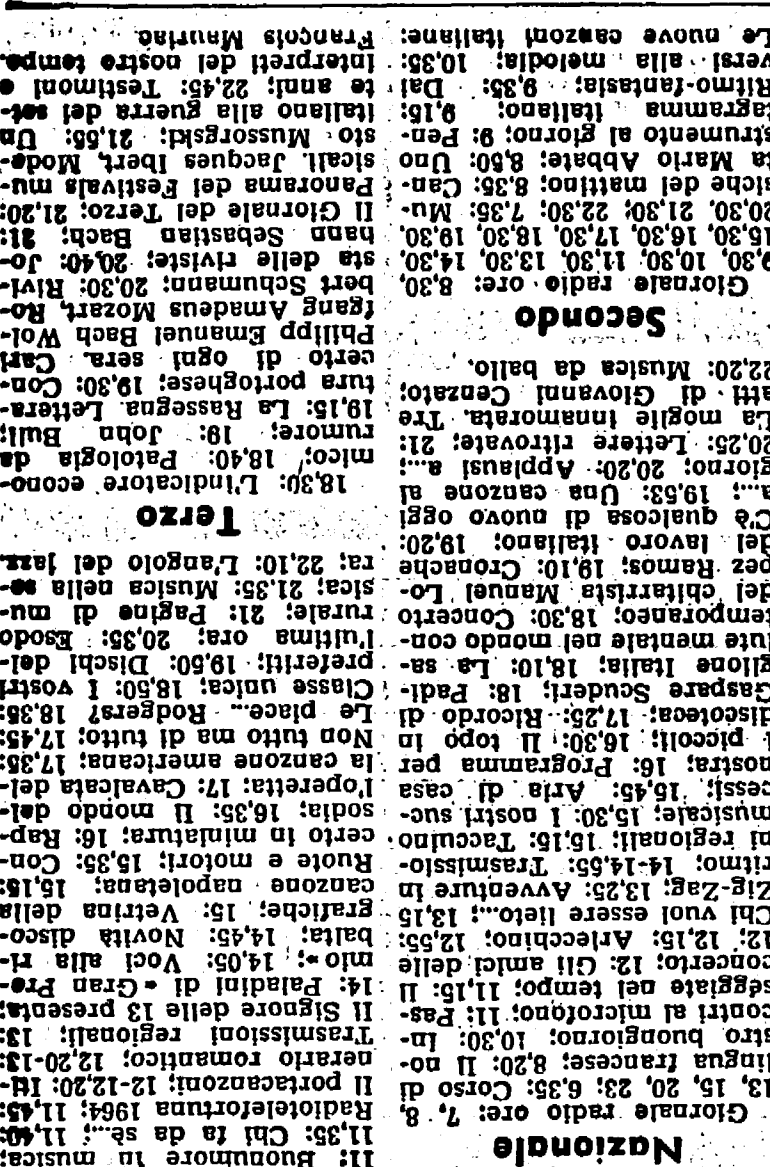 Nazionale
Giornale radio ore: 7, 8,
13, 15, 20, 23; 6,35: Corso di
lingua francese; 8,20: Il no-
stro buongiorno; 10,30: In-
contri al microfono; 11: Pas-
seggiate nel tempo; 11,15: Il
concerto; 12: Gli amici delle
12; 12,15: Arlecchino; 12,55:
Chi vuol essere lieto...; 13,15
Zig-Zag; 13,25: Avventure in
ritmo; 14-14,55: Trasmissio-
ni regionali; 15,15: Taccuino
musicale; 15,30: I nostri suc-
cessi; 15,45: Aria di casa
nostra; 16: Programma per
i piccoli; 16,30: Il topo in
discoteca; 17,25: Ricordo di
Gaspare Scuderi; 18: Padi-
glione Italia; 18,10: La sa-
lute mentale nel mondo con-
temporaneo; 18,30: Concerto
del chitarrista Manuel Lo-
pez Ramos; 19,10: Cronache
del lavoro italiano; 19,20:
C'è qualcosa di nuovo oggi
a...; 19,53: Una canzone al
giorno; 20,20: Applausi a...;
20,25: Lettere ritrovate; 21:
La moglie innamorata. Tre
atti di Giovanni Cenzato;
22,20: Musica da ballo.
Secondo
Giornale radio ore: 8,30,
9,30, 10,30, 11,30, 13,30, 14,30,
15,30, 16,30, 17,30, 18,30, 19,30,
20,30, 21,30, 22,30; 7,35: Mu-
siche del mattino; 8,35: Can-
ta Mario Abbate; 8,50: Uno
strumento al giorno; 9: Pen-
tagramma italiano; 9,15:
Ritmo-fantasia; 9,35: Dai
versi alla melodia; 10,35:
Le nuove canzoni italiane;
11: Buonumore in musica;
11,35: Chi fa da sè...; 11,40:
Radiotelefortuna 1964; 11,45:
Il portacanzoni; 12-12,20: Iti-
nerario romantico; 12,20-13:
Trasmissioni regionali; 13:
Il Signore delle 13 presenta;
14: Paladini di « Gran Pre-
mio »; 14,05: Voci alla ri-
balta; 14,45: Novità disco-
grafiche; 15: Vetrina della
canzone napoletana; 15,15:
Ruote e motori; 15,35: Con-
certo in miniatura; 16: Rap-
sodia; 16,35: Il mondo del-
l'operetta; 17: Cavalcata del-
la canzone americana; 17,35:
Non tutto ma di tutto; 17,45:
Le piace... Rodgers? 18,35:
Classe unica; 18,50: I vostri
preferiti; 19,50: Dischi del-
l'ultima ora; 20,35: Esodo
rurale; 21: Pagine di mu-
sica; 21,35: Musica nella se-
ra; 22,10: L'angolo del jazz.
Terzo
18,30: L'indicatore econo-
mico; 18,40: Patologia da
rumore; 19: John Bull;
19,15: La Rassegna. Lettera-
tura portoghese; 19,30: Con-
certo di ogni sera. Carl
Philipp Emanuel Bach Wol-
fgang Amadeus Mozart, Ro-
bert Schumann; 20,30: Rivi-
sta delle riviste; 20,40: Jo-
hann Sebastian Bach; 21:
Il Giornale del Terzo; 21,20:
Panorama dei Festivals mu-
sicali. Jacques Ibert, Mode-
sto Mussorgski; 21,55: Un
italiano alla guerra dei set-
te anni; 22,45: Testimoni e
interpreti del nostro tempo.
François Mauriac